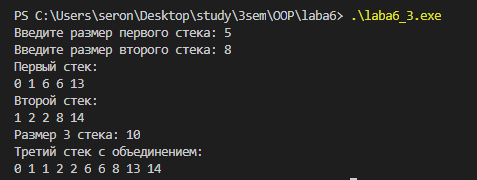 PS C:\Users\seron\Desktop\study\3sem\OOP\laba6> .\laba6_3.exe
Введите размер первого стека: 5
Введите размер второго стека: 8
Первый стек:
0 1 6 6 13
Второй стек:
1 2 2 8 14
Размер 3 стека: 10
Третий стек с объединением:
0 1 1 2 2 6 6 8 13 14